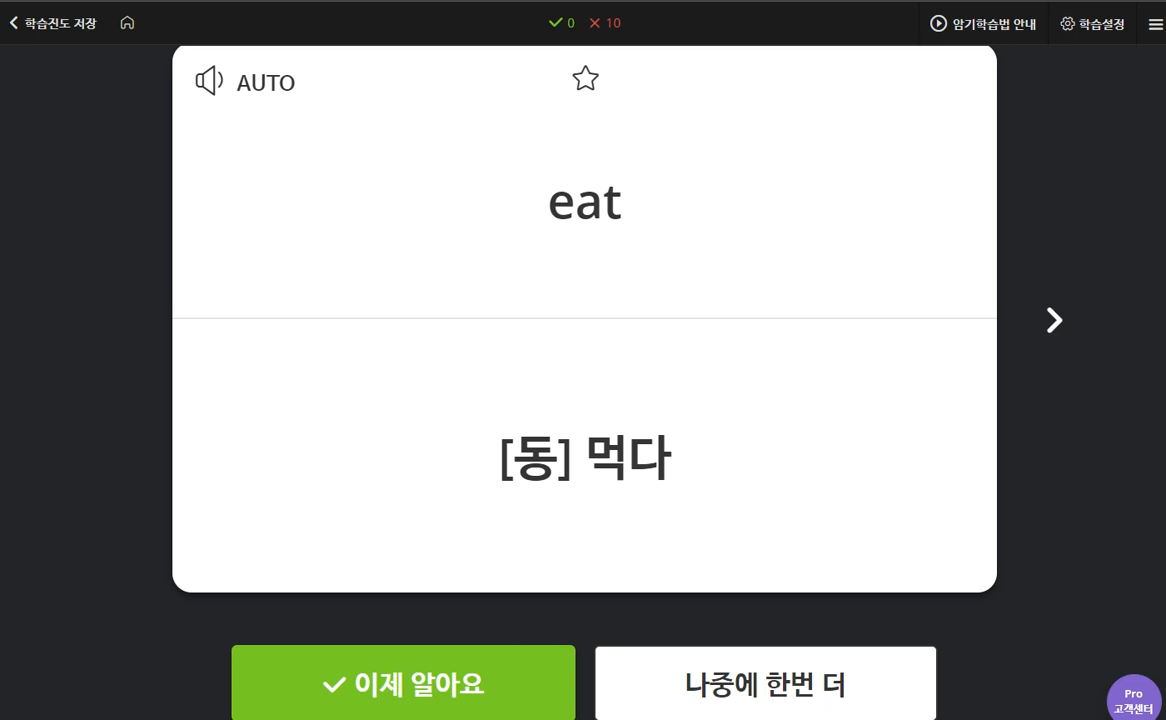 학습진도 저장
0 10
암기학습법 안내
학습설정
AUTO
eat
[동] 먹다
이제 알아요
나중에 한번 더
Pro
고객센터